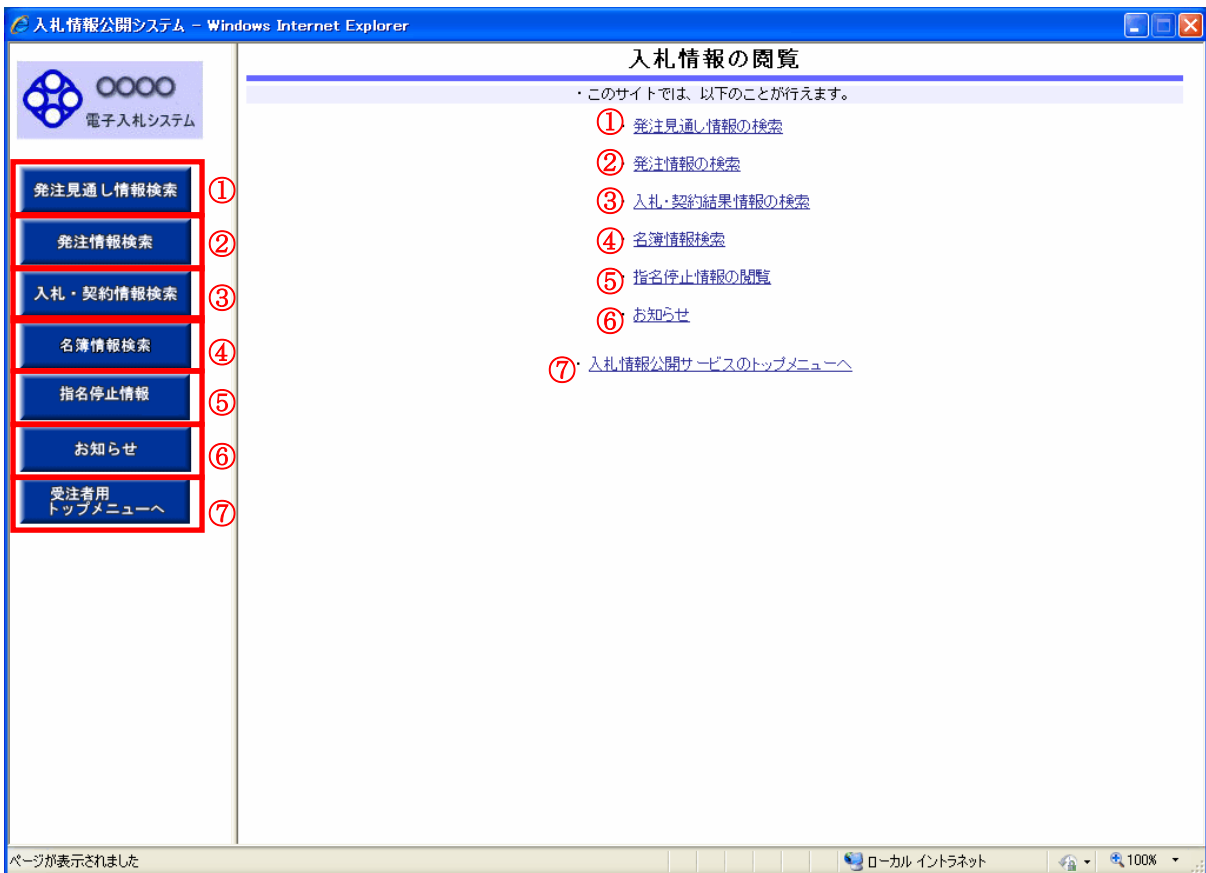 入札情報公開システム - Windows Internet Explorer
○○○○
電子入札システム
発注見通し情報検索 ①
発注情報検索 ②
入札・契約情報検索 ③
名簿情報検索 ④
指名停止情報 ⑤
お知らせ ⑥
受注者用
トップメニューへ ⑦
入札情報の閲覧
・このサイトでは、以下のことが行えます。
①・発注見通し情報の検索
②・発注情報の検索
③・入札・契約結果情報の検索
④・名簿情報検索
⑤・指名停止情報の閲覧
⑥・お知らせ
⑦・入札情報公開サービスのトップメニューへ
ページが表示されました
ローカル イントラネット
100%